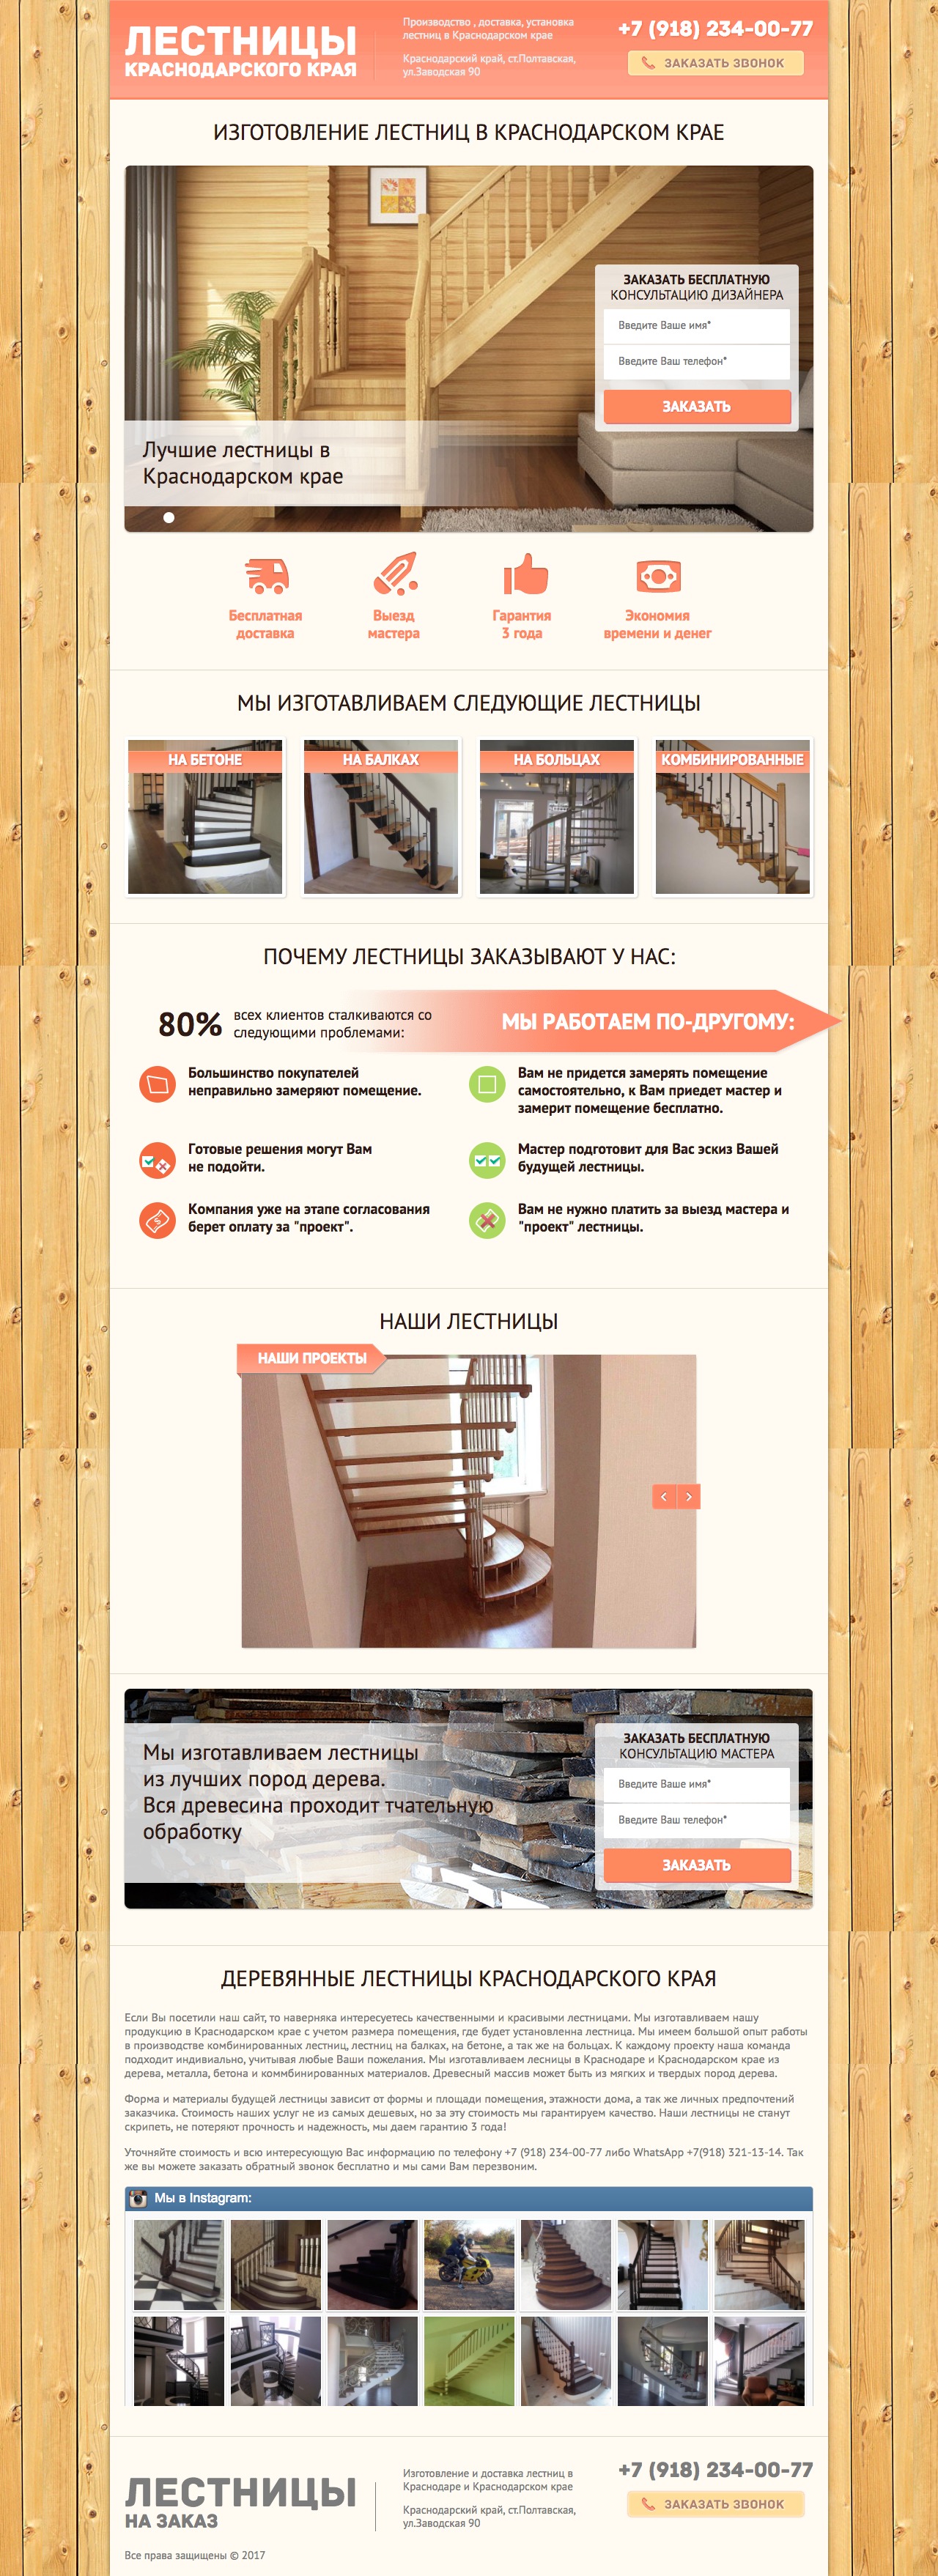 ЛЕСТНИЦЫ
КРАСНОДАРСКОГО КРАЯ
Производство , доставка, установка
лестниц в Краснодарском крае
Краснодарский край, ст.Полтавская,
ул.Заводская 90
+7 (918) 234-00-77
ЗАКАЗАТЬ ЗВОНОК
ИЗГОТОВЛЕНИЕ ЛЕСТНИЦ В КРАСНОДАРСКОМ КРАЕ
ЗАКАЗАТЬ БЕСПЛАТНУЮ
КОНСУЛЬТАЦИЮ ДИЗАЙНЕРА
Введите Ваше имя*
Введите Ваш телефон*
ЗАКАЗАТЬ
Лучшие лестницы в
Краснодарском крае
Бесплатная
доставка
Выезд
мастера
Гарантия
3 года
Экономия
времени и денег
МЫ ИЗГОТАВЛИВАЕМ СЛЕДУЮЩИЕ ЛЕСТНИЦЫ
НА БЕТОНЕ
НА БАЛКАХ
НА БОЛЬЦАХ
КОМБИНИРОВАННЫЕ
ПОЧЕМУ ЛЕСТНИЦЫ ЗАКАЗЫВАЮТ У НАС:
80%
всех клиентов сталкиваются со
следующими проблемами:
МЫ РАБОТАЕМ ПО-ДРУГОМУ:
Большинство покупателей
неправильно замеряют помещение.
Вам не придется замерять помещение
самостоятельно, к Вам приедет мастер и
замерит помещение бесплатно.
Готовые решения могут Вам
не подойти.
Мастер подготовит для Вас эскиз Вашей
будущей лестницы.
Компания уже на этапе согласования
берет оплату за "проект".
Вам не нужно платить за выезд мастера и
"проект" лестницы.
НАШИ ЛЕСТНИЦЫ
НАШИ ПРОЕКТЫ
Мы изготавливаем лестницы
из лучших пород дерева.
Вся древесина проходит тчательную
обработку
ЗАКАЗАТЬ БЕСПЛАТНУЮ
КОНСУЛЬТАЦИЮ МАСТЕРА
Введите Ваше имя*
Введите Ваш телефон*
ЗАКАЗАТЬ
ДЕРЕВЯННЫЕ ЛЕСТНИЦЫ КРАСНОДАРСКОГО КРАЯ
Если Вы посетили наш сайт, то наверняка интересуетесь качественными и красивыми лестницами. Мы изготавливаем нашу
продукцию в Краснодарском крае с учетом размера помещения, где будет установленна лестница. Мы имеем большой опыт работы
в производстве комбинированных лестниц, лестниц на балках, на бетоне, а так же на больцах. К каждому проекту наша команда
подходит индивиально, учитывая любые Ваши пожелания. Мы изготавливаем лесницы в Краснодаре и Краснодарском крае из
дерева, металла, бетона и коммбинированных материалов. Древесный массив может быть из мягких и твердых пород дерева.
Форма и материалы будущей лестницы зависит от формы и площади помещения, этажности дома, а так же личных предпочтений
заказчика. Стоимость наших услуг не из самых дешевых, но за эту стоимость мы гарантируем качество. Наши лестницы не станут
скрипеть, не потеряют прочность и надежность, мы даем гарантию 3 года!
Уточняйте стоимость и всю интересующую Вас информацию по телефону +7 (918) 234-00-77 либо WhatsApp +7(918) 321-13-14. Так
же вы можете заказать обратный звонок бесплатно и мы сами Вам перезвоним.
Мы в Instagram:
ЛЕСТНИЦЫ
НА ЗАКАЗ
Изготовление и доставка лестниц в
Краснодаре и Краснодарском крае
Краснодарский край, ст.Полтавская,
ул.Заводская 90
+7 (918) 234-00-77
ЗАКАЗАТЬ ЗВОНОК
Все права защищены © 2017